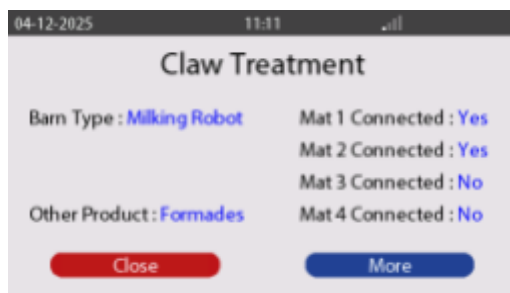 04-12-2025 11:11
Claw Treatment
Barn Type : Milking Robot Mat 1 Connected : Yes
Mat 2 Connected : Yes
Mat 3 Connected : No
Other Product : Formades Mat 4 Connected : No
Close More